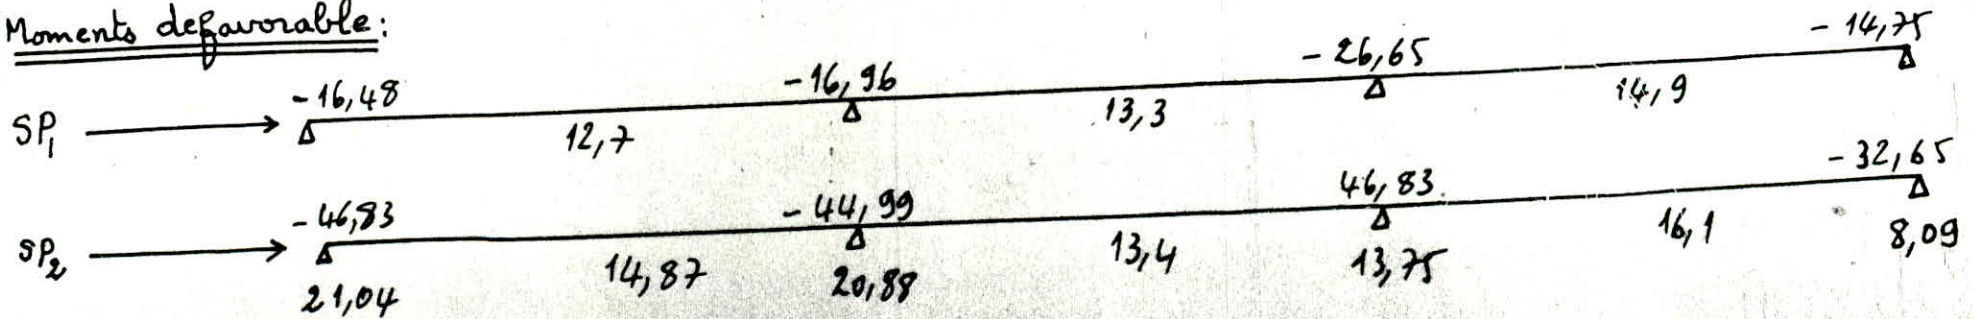 Moments defavorable:
-16,48 -16,96 -26,65 -14,75
SP1
12,7 13,3 14,9
-46,83 -44,99 46,83 -32,65
SP2
21,04 14,87 20,88 13,4 13,75 16,1 8,09